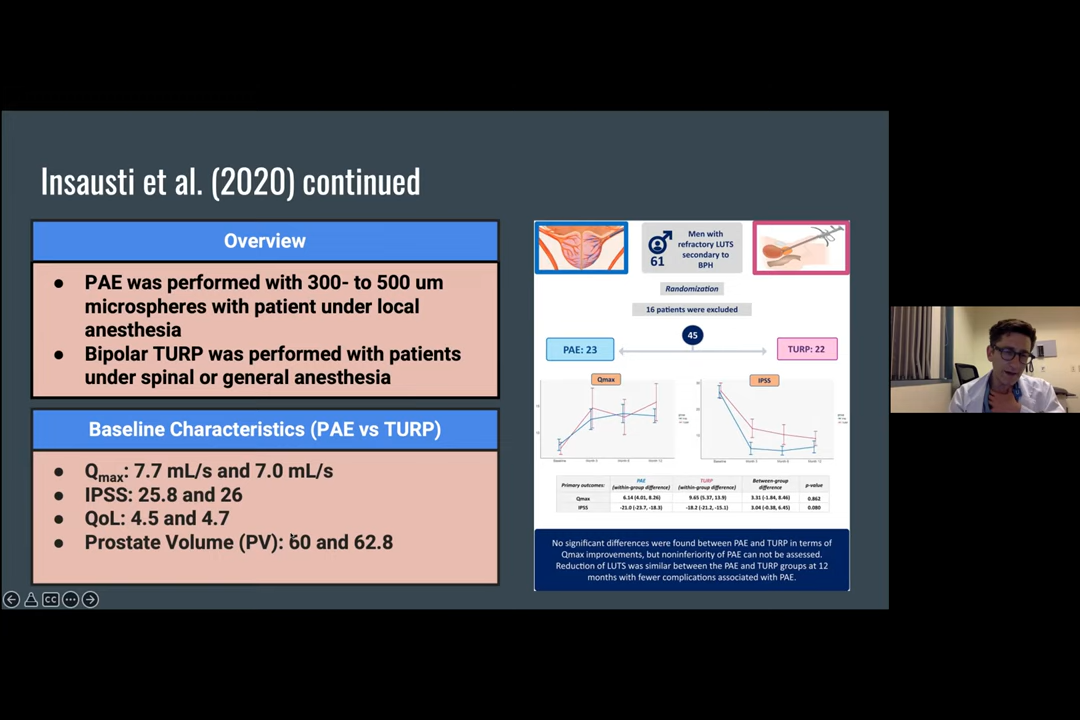 Insausti et al. (2020) continued
Overview
● PAE was performed with 300- to 500 um
microspheres with patient under local
anesthesia
● Bipolar TURP was performed with patients
under spinal or general anesthesia
Baseline Characteristics (PAE vs TURP)
● Qmax: 7.7 mL/s and 7.0 mL/s
● IPSS: 25.8 and 26
● QoL: 4.5 and 4.7
● Prostate Volume (PV): 60 and 62.8
61
Men with
refractory LUTS
secondary to
BPH
Randomization
16 patients were excluded
45
PAE: 23
TURP: 22
Qmax
IPSS
Primary outcomes:
PAE
(within-group difference)
TURP
(within-group difference)
Between-group
difference
p-value
Qmax 6.14 (4.01, 8.26) 9.65 (5.37, 13.9) 3.31 (-1.84, 8.46) 0.862
IPSS -21.0 (-23.7, -18.3) -18.2 (-21.2, -15.1) 3.04 (-0.38, 6.45) 0.080
No significant differences were found between PAE and TURP in terms of
Qmax improvements, but noninferiority of PAE can not be assessed.
Reduction of LUTS was similar between the PAE and TURP groups at 12
months with fewer complications associated with PAE.
CC